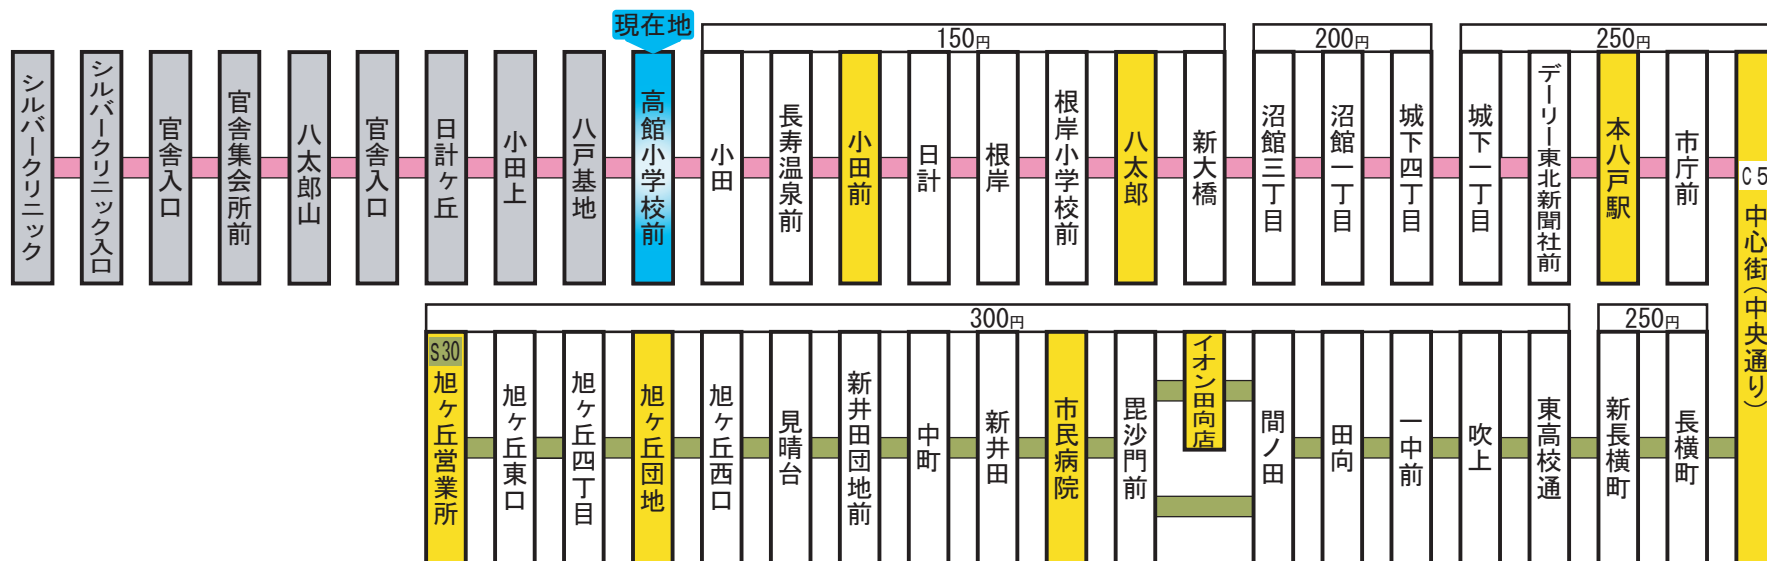 現在地
150円
200円
250円
シルバークリニック
シルバークリニック入口
官舎入口
官舎集会所前
八太郎山
官舎入口
日計ヶ丘
小田上
八戸基地
高館小学校前
小田
長寿温泉前
小田前
日計
根岸
根岸小学校前
八太郎
新大橋
沼館三丁目
沼館一丁目
城下四丁目
城下一丁目
デーリー東北新聞社前
本八戸駅
市庁前
C5
中心街(中央通り)
300円
250円
S30
旭ヶ丘営業所
旭ヶ丘東口
旭ヶ丘四丁目
旭ヶ丘団地
旭ヶ丘西口
見晴台
新井田団地前
中町
新井田
市民病院
毘沙門前
イオン田向店
間ノ田
田向
一中前
吹上
東高校通
新長横町
長横町